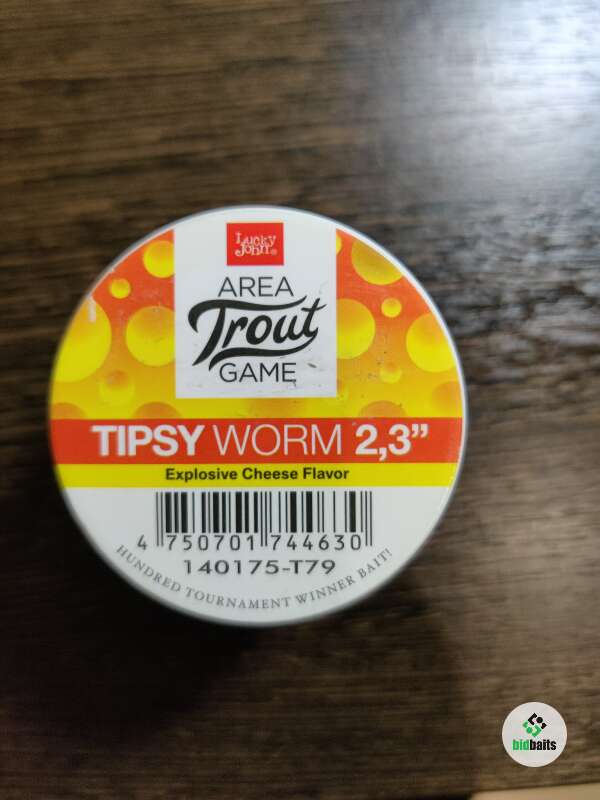 Lucky
John®
AREA
Trout
GAME
TIPSY WORM 2,3”
Explosive Cheese Flavor
4 750701 744630
140175-T79
HUNDRED TOURNAMENT WINNER BAIT!
bidbaits